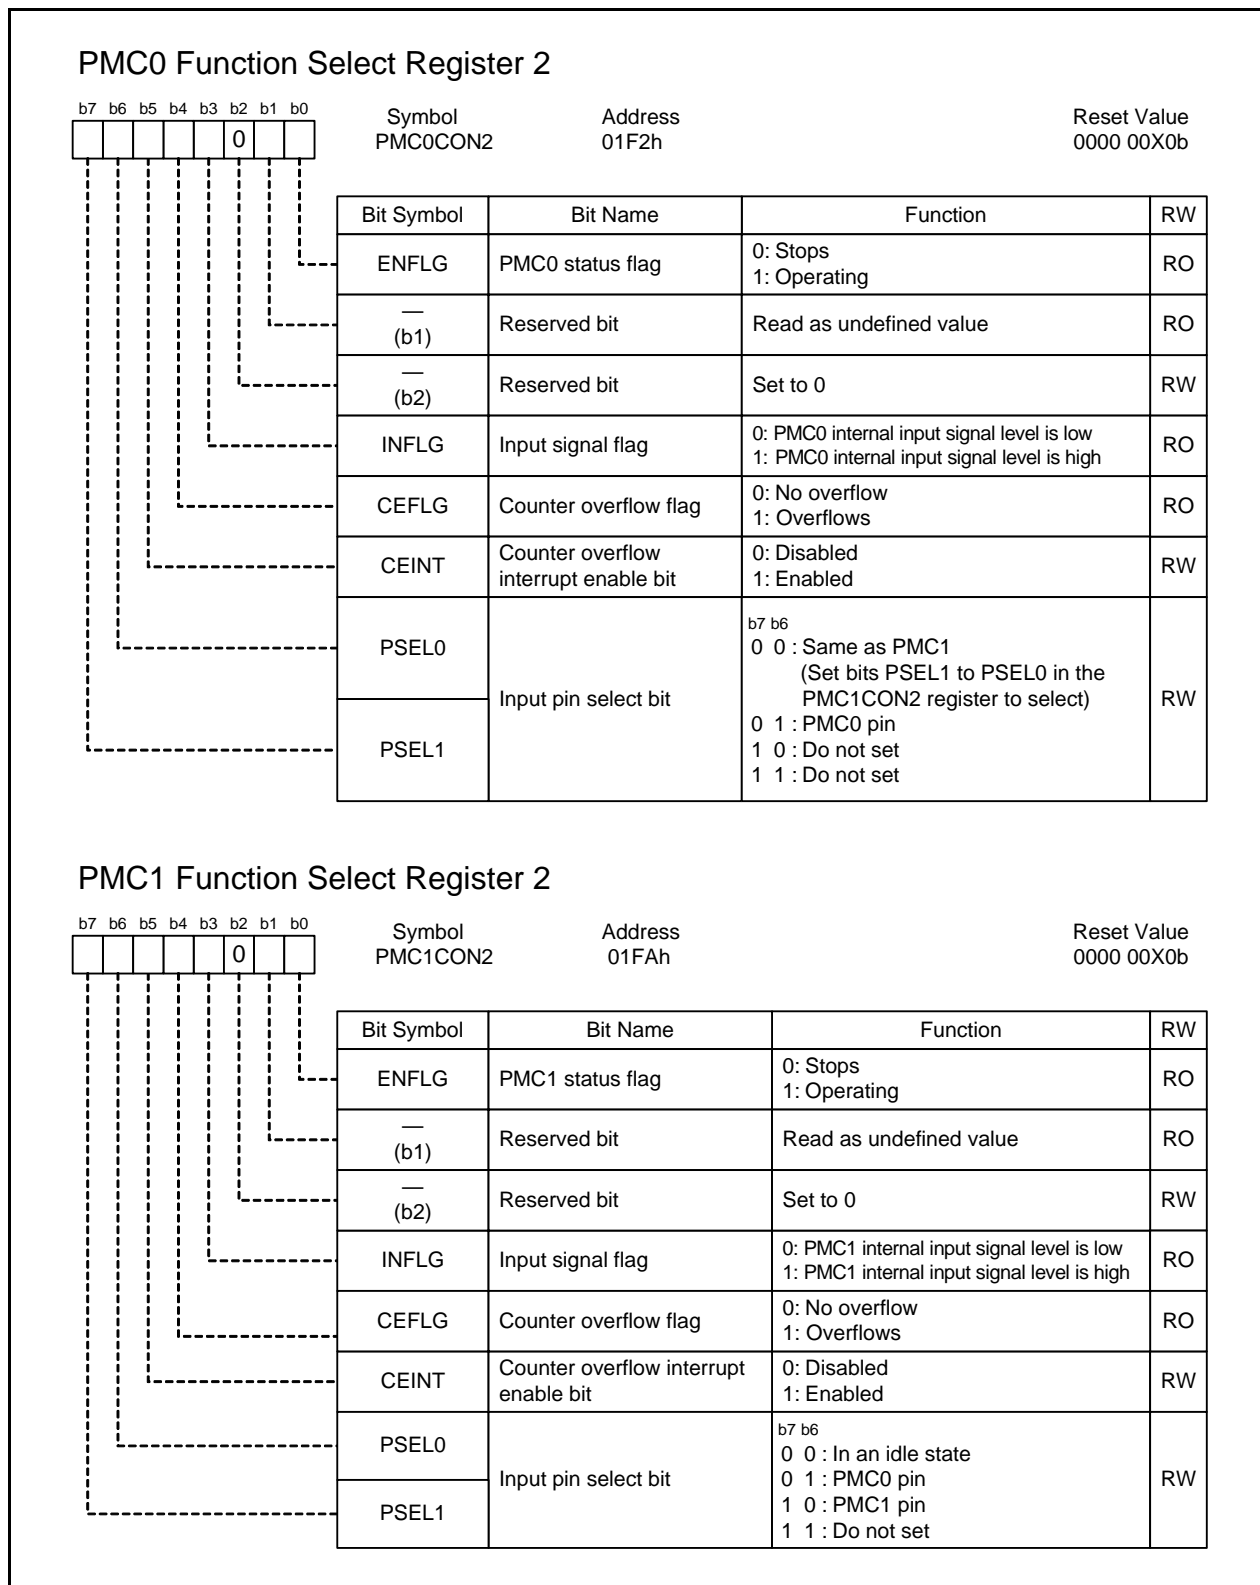 PMC0 Function Select Register 2
b7 b6 b5 b4 b3 b2 b1 b0
0
Symbol Address Reset Value
PMC0CON2 01F2h 0000 00X0b
Bit Symbol Bit Name Function RW
ENFLG PMC0 status flag 0: Stops RO
1: Operating
— Reserved bit Read as undefined value RO
(b1)
— Reserved bit Set to 0 RW
(b2)
INFLG Input signal flag 0: PMC0 internal input signal level is low RO
1: PMC0 internal input signal level is high
CEFLG Counter overflow flag 0: No overflow RO
1: Overflows
CEINT Counter overflow 0: Disabled RW
interrupt enable bit 1: Enabled
b7 b6
PSEL0 0 0 : Same as PMC1
(Set bits PSEL1 to PSEL0 in the
Input pin select bit PMC1CON2 register to select) RW
0 1 : PMC0 pin
PSEL1 1 0 : Do not set
1 1 : Do not set
PMC1 Function Select Register 2
b7 b6 b5 b4 b3 b2 b1 b0
0
Symbol Address Reset Value
PMC1CON2 01FAh 0000 00X0b
Bit Symbol Bit Name Function RW
ENFLG PMC1 status flag 0: Stops RO
1: Operating
— Reserved bit Read as undefined value RO
(b1)
— Reserved bit Set to 0 RW
(b2)
INFLG Input signal flag 0: PMC1 internal input signal level is low RO
1: PMC1 internal input signal level is high
CEFLG Counter overflow flag 0: No overflow RO
1: Overflows
CEINT Counter overflow interrupt 0: Disabled RW
enable bit 1: Enabled
b7 b6
PSEL0 0 0 : In an idle state
Input pin select bit 0 1 : PMC0 pin RW
PSEL1 1 0 : PMC1 pin
1 1 : Do not set